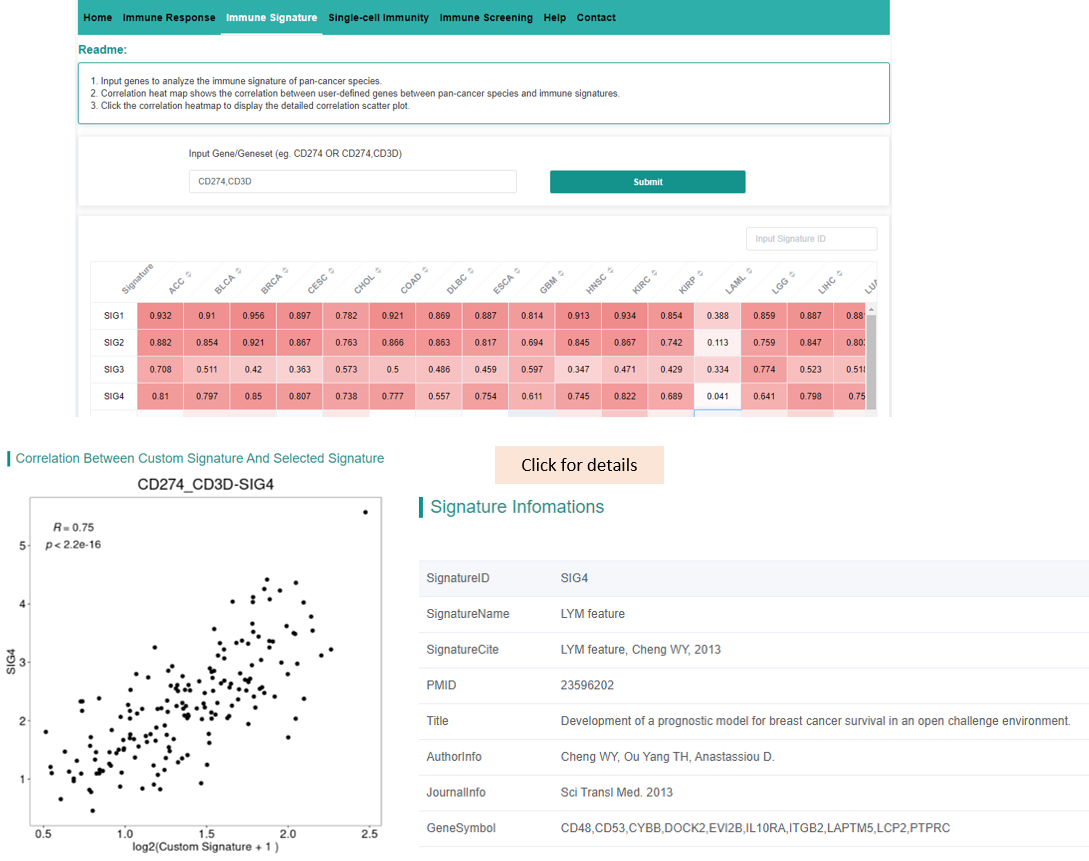 Home Immune Response Immune Signature Single-cell Immunity Immune Screening Help Contact
Readme:
1. Input genes to analyze the immune signature of pan-cancer species.
2. Correlation heat map shows the correlation between user-defined genes between pan-cancer species and immune signatures.
3. Click the correlation heatmap to display the detailed correlation scatter plot.
Input Gene/Geneset (eg. CD274 OR CD274,CD3D)
CD274,CD3D Submit
Input Signature ID
Signature ACC BLCA BRCA CESC CHOL COAD DLBC ESCA GBM HNSC KIRC KIRP LAML LGG LIHC
SIG1 0.932 0.91 0.956 0.897 0.782 0.921 0.869 0.887 0.814 0.913 0.934 0.854 0.388 0.859 0.887
SIG2 0.882 0.854 0.921 0.867 0.763 0.866 0.863 0.817 0.694 0.845 0.867 0.742 0.113 0.759 0.847
SIG3 0.708 0.511 0.42 0.363 0.573 0.5 0.486 0.459 0.597 0.347 0.471 0.429 0.334 0.774 0.523
SIG4 0.81 0.797 0.85 0.807 0.738 0.777 0.557 0.754 0.611 0.745 0.822 0.689 0.041 0.641 0.798 0.75
Correlation Between Custom Signature And Selected Signature
Click for details
CD274_CD3D-SIG4
R = 0.75
p < 2.2e-16
5
4
3
2
1
SIG4
0.5 1.0 1.5 2.0 2.5
log2(Custom Signature + 1 )
Signature Infomations
SignatureID SIG4
SignatureName LYM feature
SignatureCite LYM feature, Cheng WY, 2013
PMID 23596202
Title Development of a prognostic model for breast cancer survival in an open challenge environment.
AuthorInfo Cheng WY, Ou Yang TH, Anastassiou D.
JournalInfo Sci Transl Med. 2013
GeneSymbol CD48,CD53,CYBB,DOCK2,EVI2B,IL10RA,ITGB2,LAPTM5,LCP2,PTPRC